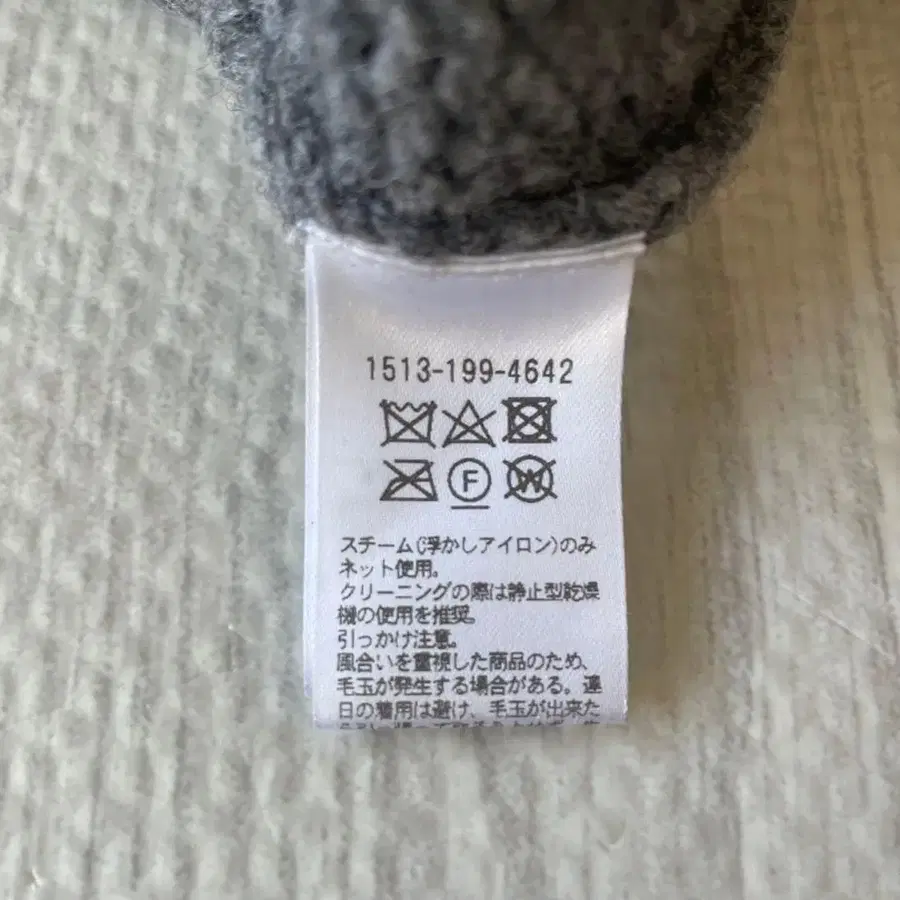 1513-199-4642
F
W
スチーム(浮かしアイロン)のみ
ネット使用。
クリーニングの際は静止型乾燥
機の使用を推奨。
引っかけ注意。
風合いを重視した商品のため、
毛玉が発生する場合がある。連
日の着用は避け、毛玉が出来た